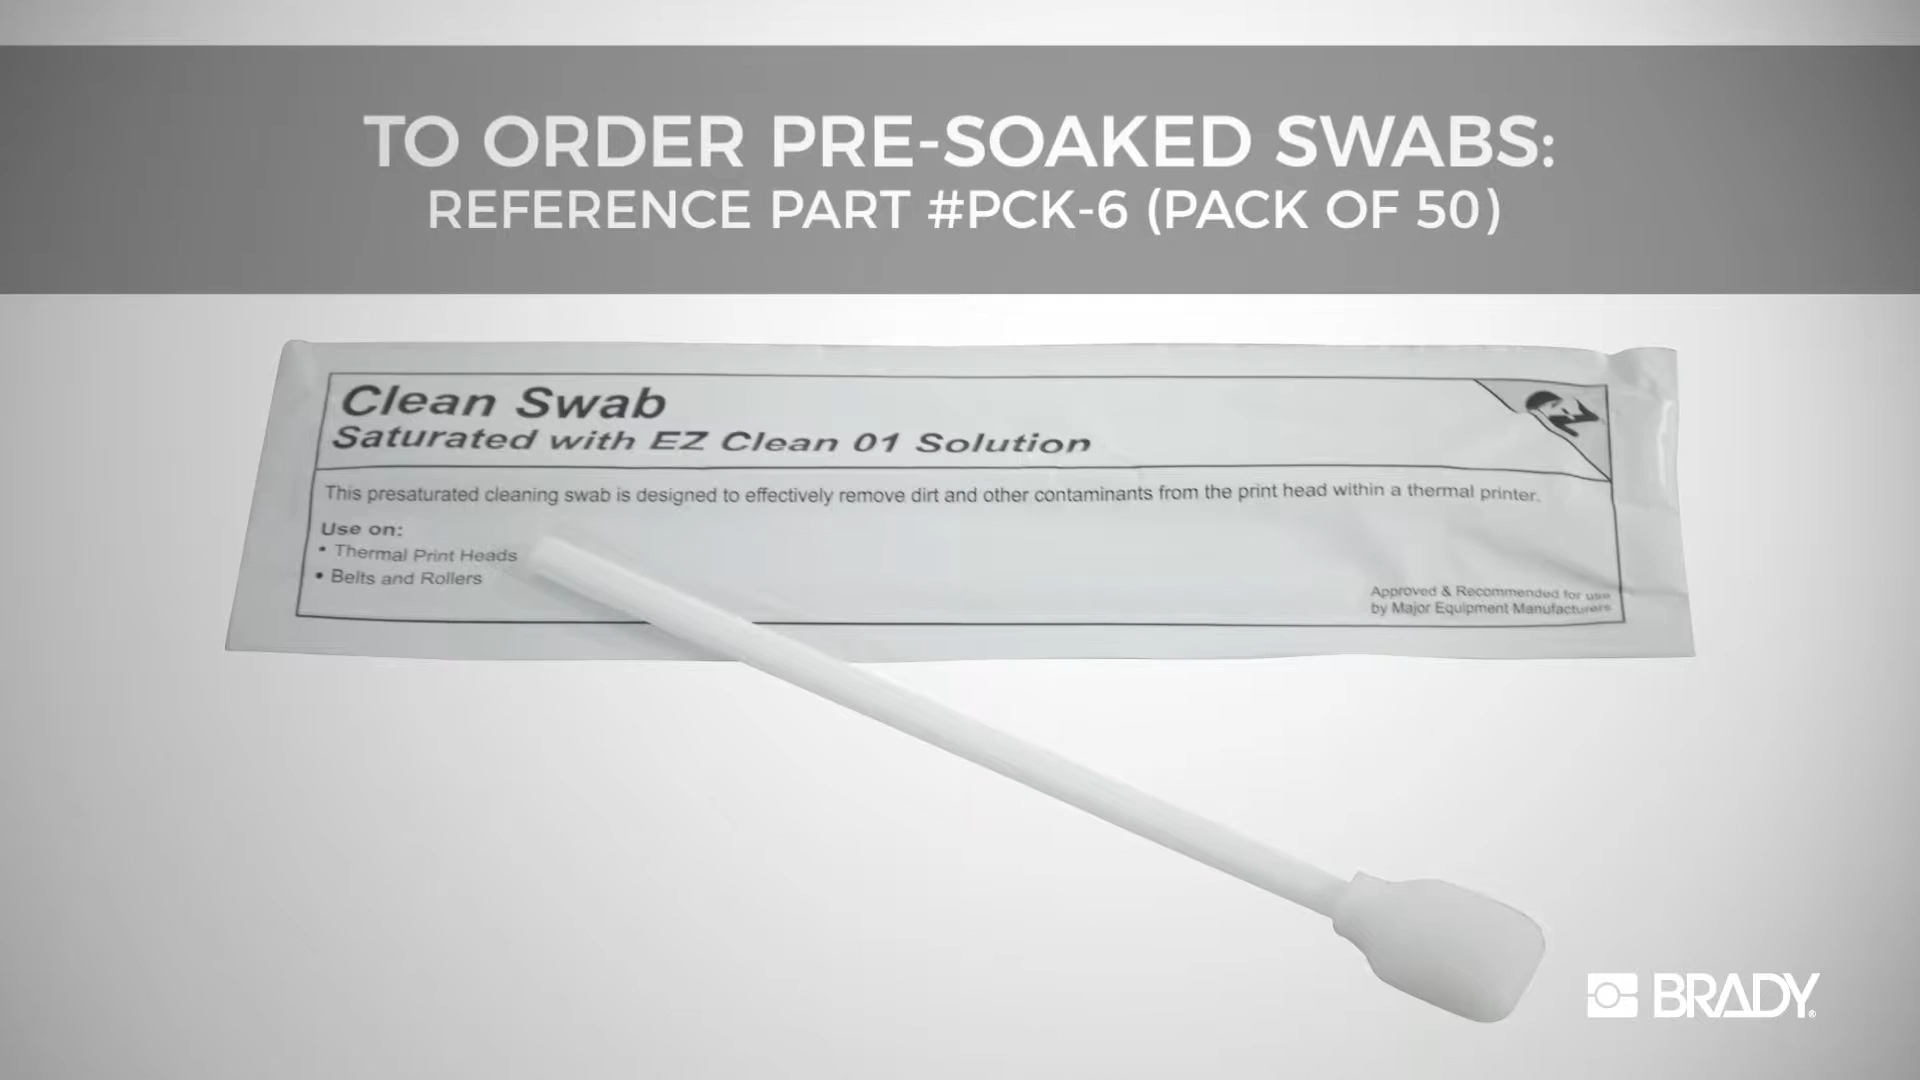 TO ORDER PRE-SOAKED SWABS:
REFERENCE PART #PCK-6 (PACK OF 50)
Clean Swab
Saturated with EZ Clean 01 Solution
This presaturated cleaning swab is designed to effectively remove dirt and other contaminants from the print head within a thermal printer.
Use on:
• Thermal Print Heads
• Belts and Rollers
Approved & Recommended for use
by Major Equipment Manufacturers
BRADY®